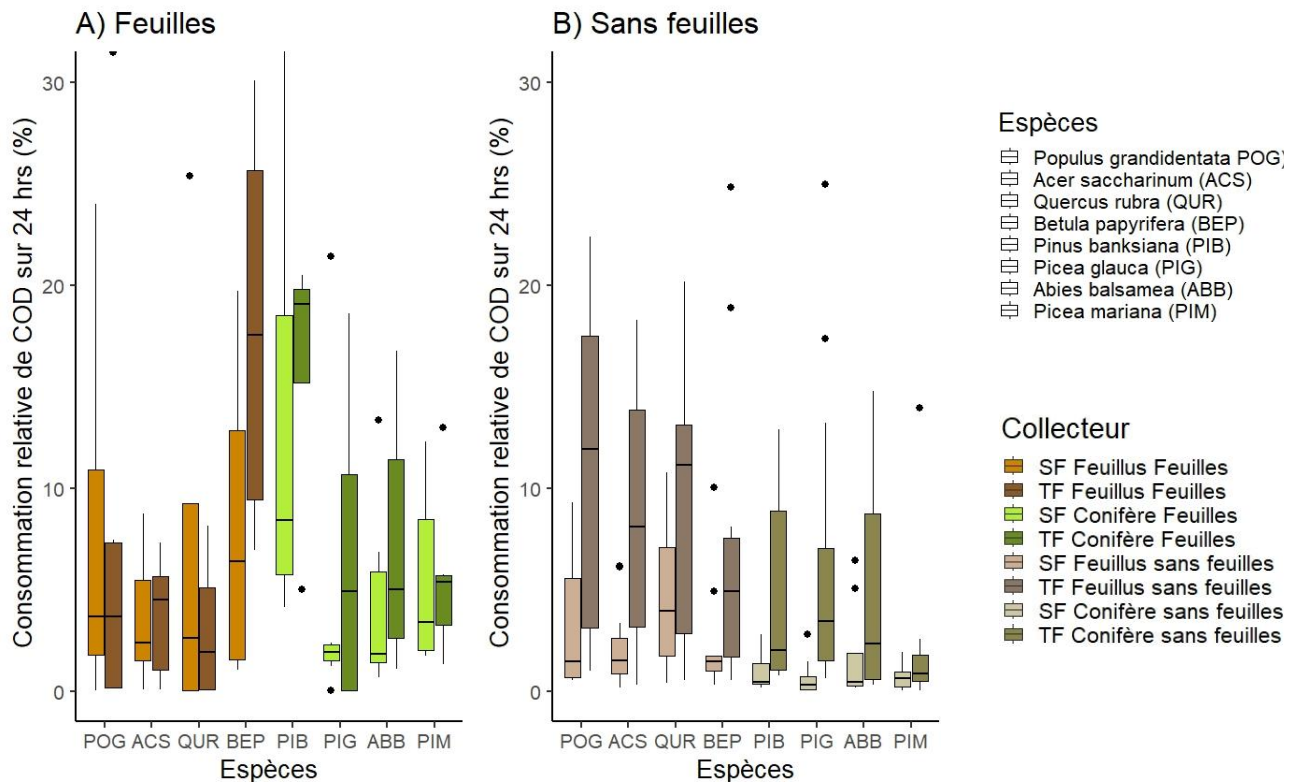 A) Feuilles
Consommation relative de COD sur 24 hrs (%)
30
20
10
0
POG ACS QUR BEP PIB PIG ABB PIM
Espèces
B) Sans feuilles
Consommation relative de COD sur 24 hrs (%)
30
20
10
0
POG ACS QUR BEP PIB PIG ABB PIM
Espèces
Espèces
Populus grandidentata POG)
Acer saccharinum (ACS)
Quercus rubra (QUR)
Betula papyrifera (BEP)
Pinus banksiana (PIB)
Picea glauca (PIG)
Abies balsamea (ABB)
Picea mariana (PIM)
Collecteur
SF Feuillus Feuilles
TF Feuillus Feuilles
SF Conifère Feuilles
TF Conifère Feuilles
SF Feuillus sans feuilles
TF Feuillus sans feuilles
SF Conifère sans feuilles
TF Conifère sans feuilles